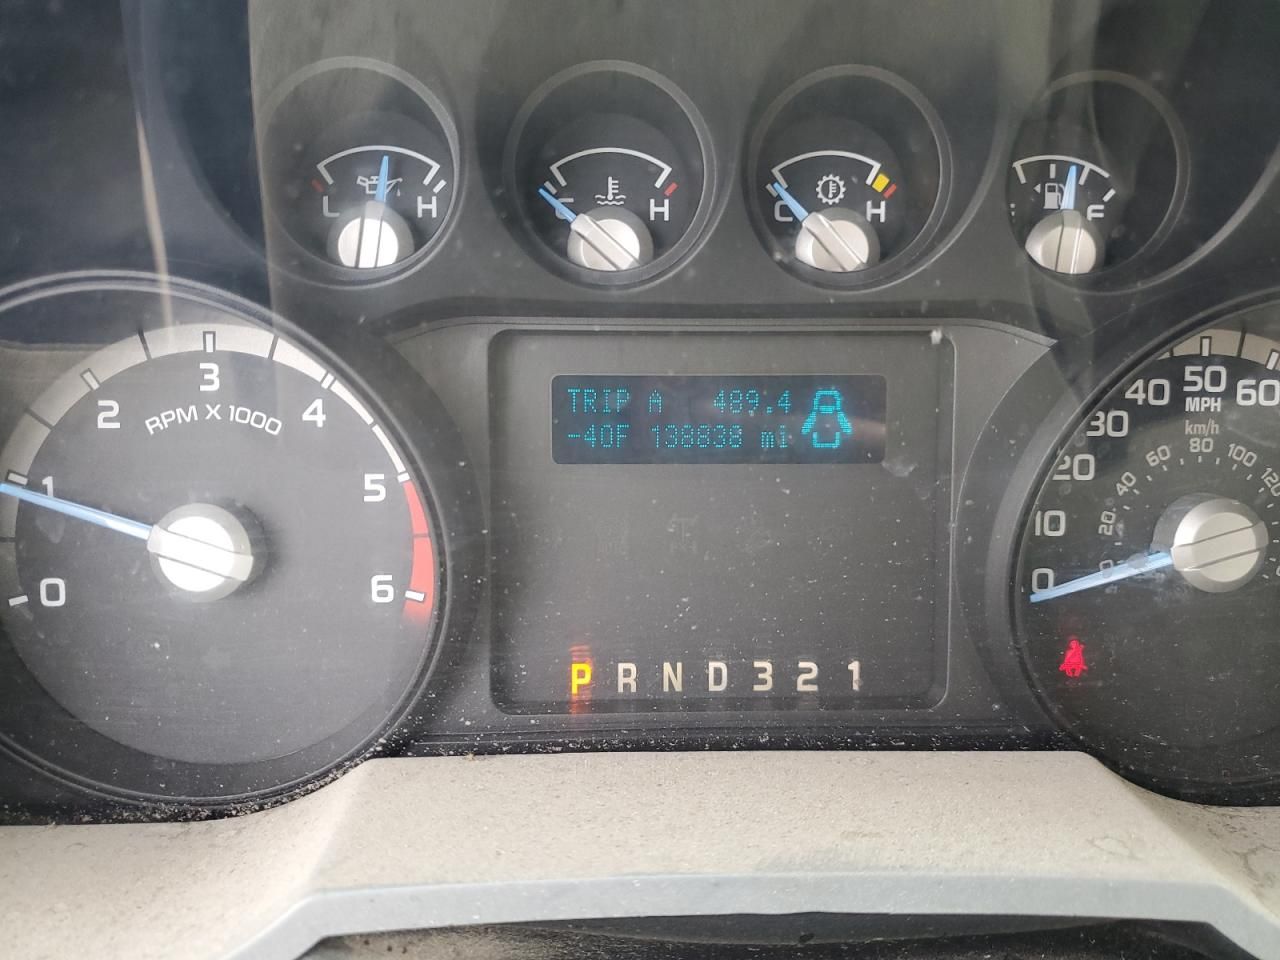 L H
C H
C H
F
0 1 2 3 4 5 6
RPM X 1000
TRIP A 489.4
-40F 138838 mi
P R N D 3 2 1
0 10 20 30 40 50 60
MPH
km/h
20 40 60 80 100 120